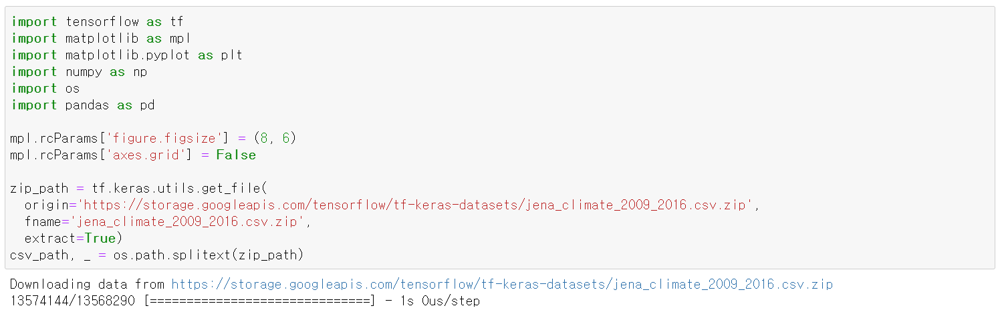 import tensorflow as tf
import matplotlib as mpl
import matplotlib.pyplot as plt
import numpy as np
import os
import pandas as pd

mpl.rcParams['figure.figsize'] = (8, 6)
mpl.rcParams['axes.grid'] = False

zip_path = tf.keras.utils.get_file(
  origin='https://storage.googleapis.com/tensorflow/tf-keras-datasets/jena_climate_2009_2016.csv.zip',
  fname='jena_climate_2009_2016.csv.zip',
  extract=True)
csv_path, _ = os.path.splitext(zip_path)
Downloading data from https://storage.googleapis.com/tensorflow/tf-keras-datasets/jena_climate_2009_2016.csv.zip
13574144/13568290 [==============================] - 1s 0us/step